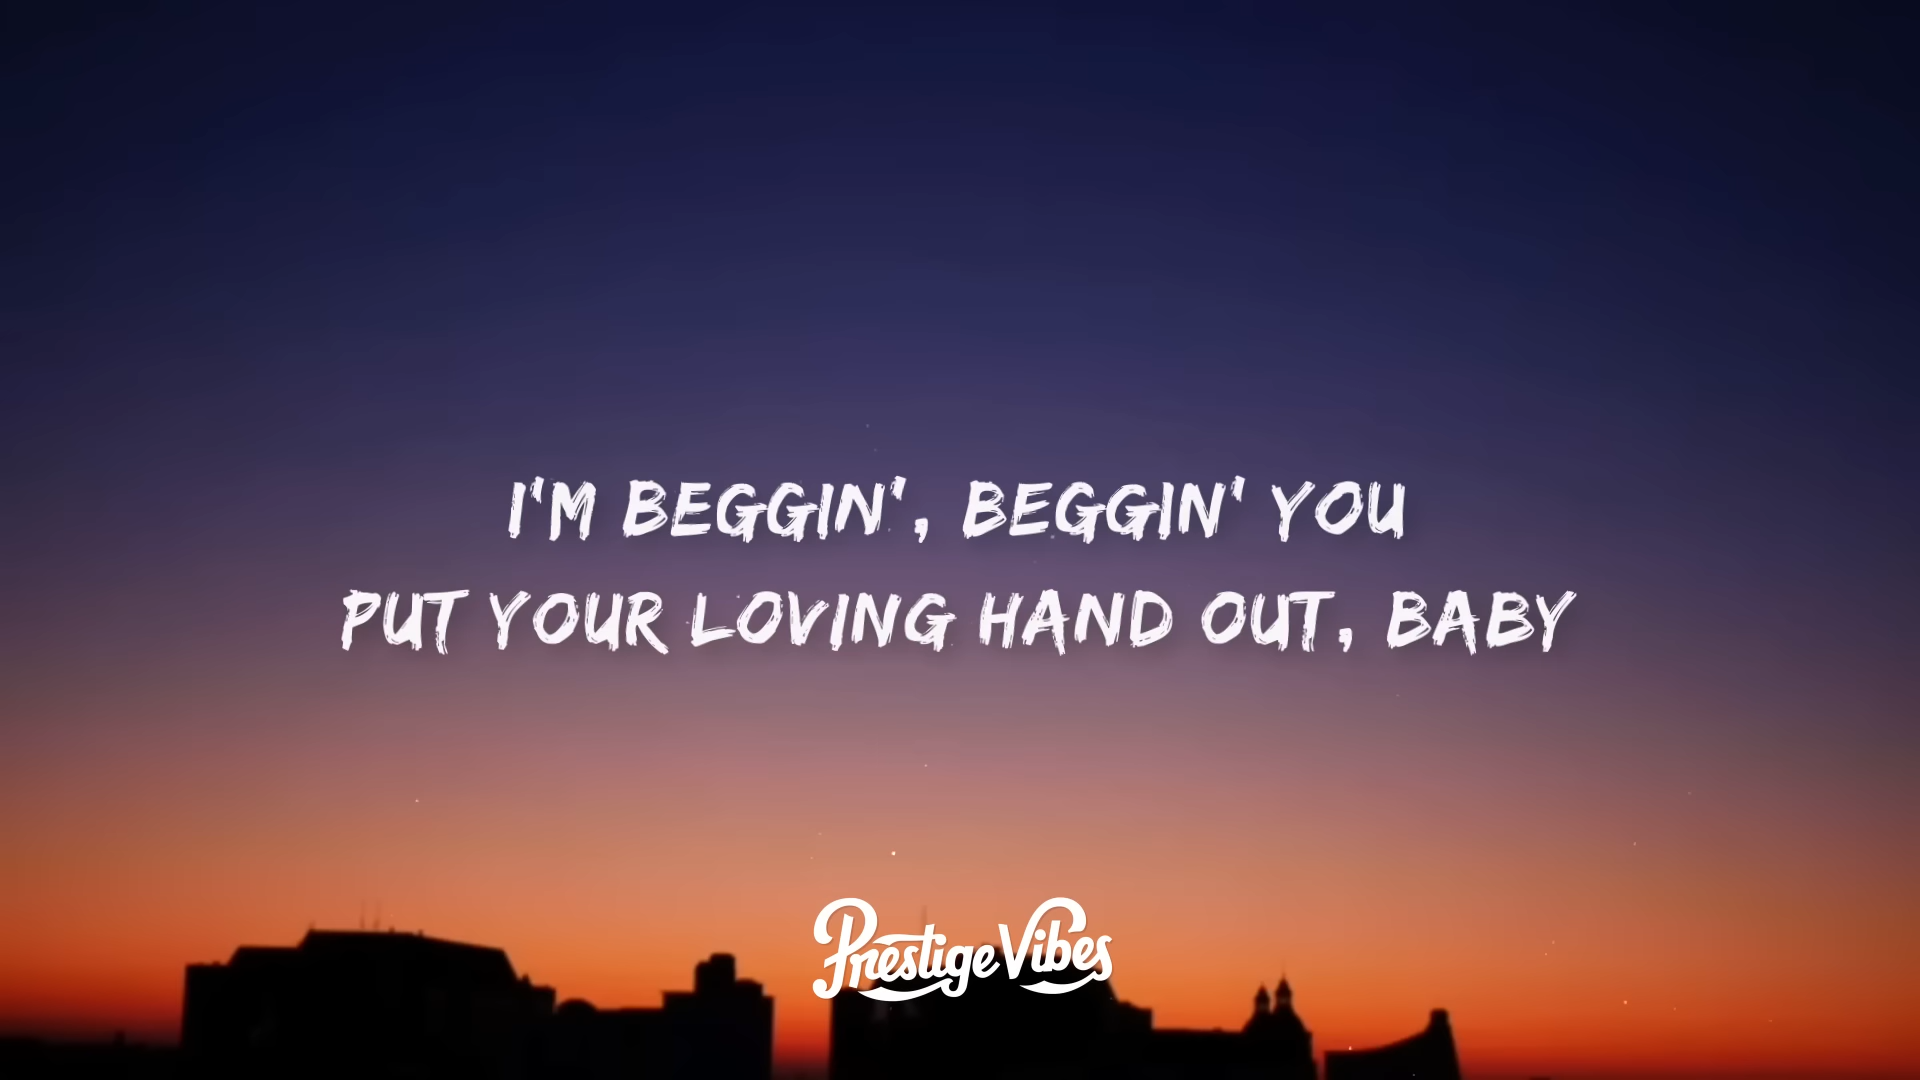 I'M BEGGIN', BEGGIN' YOU
PUT YOUR LOVING HAND OUT, BABY
Prestige Vibes